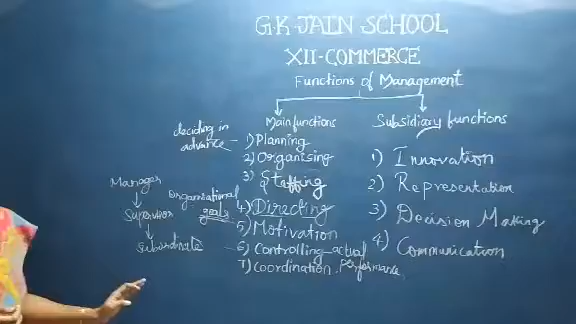 G.K.JAIN SCHOOL
XII-COMMERCE
Functions of Management
Main functions
deciding in
advance
1) Planning
2) Organising
3) Staffing
4) Directing
5) Motivation
6) Controlling - actual
7) Coordination. Performance
Organisational
goals
Manager
Supervisor
Subordinate
Subsidiary functions
1) Innovation
2) Representation
3) Decision Making
4) Communication